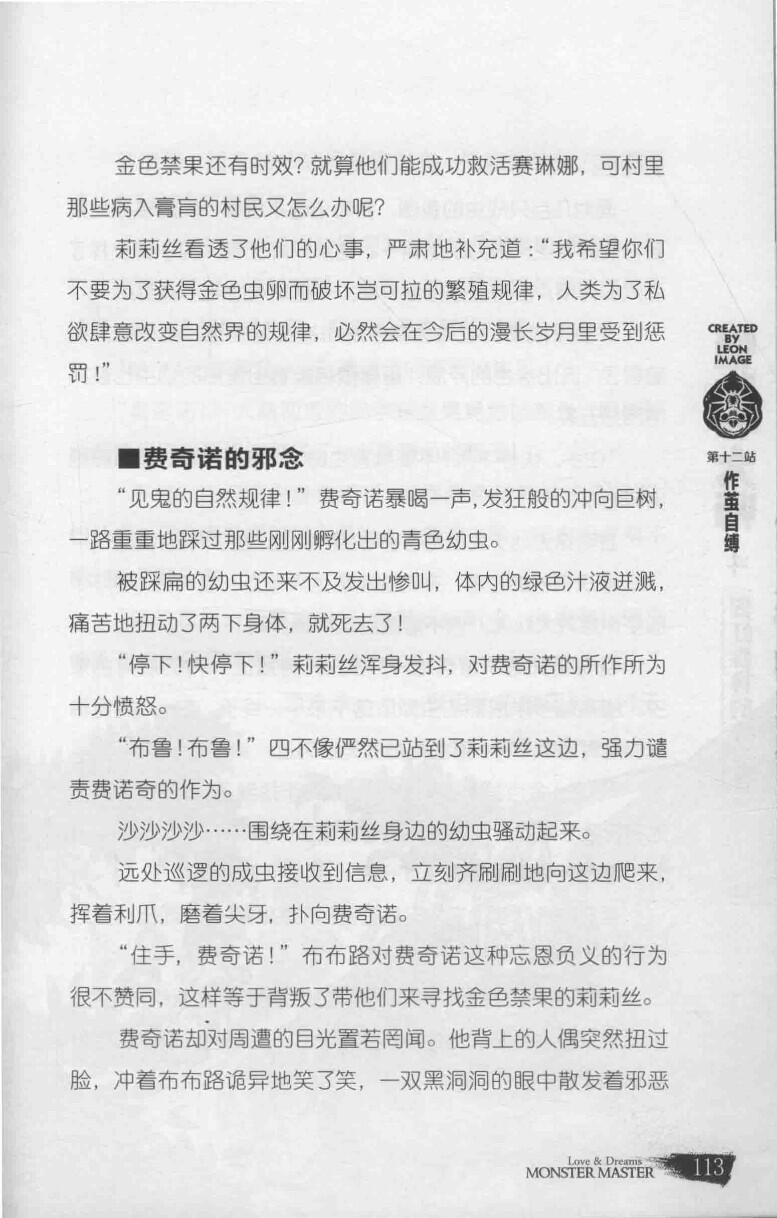 金色禁果还有时效？就算他们能成功救活赛琳娜，可村里
那些病入膏肓的村民又怎么办呢？
莉莉丝看透了他们的心事，严肃地补充道：“我希望你们
不要为了获得金色虫卵而破坏岂可拉的繁殖规律，人类为了私
欲肆意改变自然界的规律，必然会在今后的漫长岁月里受到惩
罚！”
■费奇诺的邪念
“见鬼的自然规律！”费奇诺暴喝一声，发狂般的冲向巨树，
一路重重地踩过那些刚刚孵化出的青色幼虫。
被踩扁的幼虫还来不及发出惨叫，体内的绿色汁液迸溅，
痛苦地扭动了两下身体，就死去了！
“停下！快停下！”莉莉丝浑身发抖，对费奇诺的所作所为
十分愤怒。
“布鲁！布鲁！”四不像俨然已站到了莉莉丝这边，强力谴
责费诺奇的作为。
沙沙沙沙……围绕在莉莉丝身边的幼虫骚动起来。
远处巡逻的成虫接收到信息，立刻齐刷刷地向这边爬来，
挥着利爪，磨着尖牙，扑向费奇诺。
“住手，费奇诺！”布布路对费奇诺这种忘恩负义的行为
很不赞同，这样等于背叛了带他们来寻找金色禁果的莉莉丝。
费奇诺却对周遭的目光置若罔闻。他背上的人偶突然扭过
脸，冲着布布路诡异地笑了笑，一双黑洞洞的眼中散发着邪恶
CREATED
BY
LEON
IMAGE
第十二站
作茧自缚
Love & Dreams
MONSTER MASTER
113